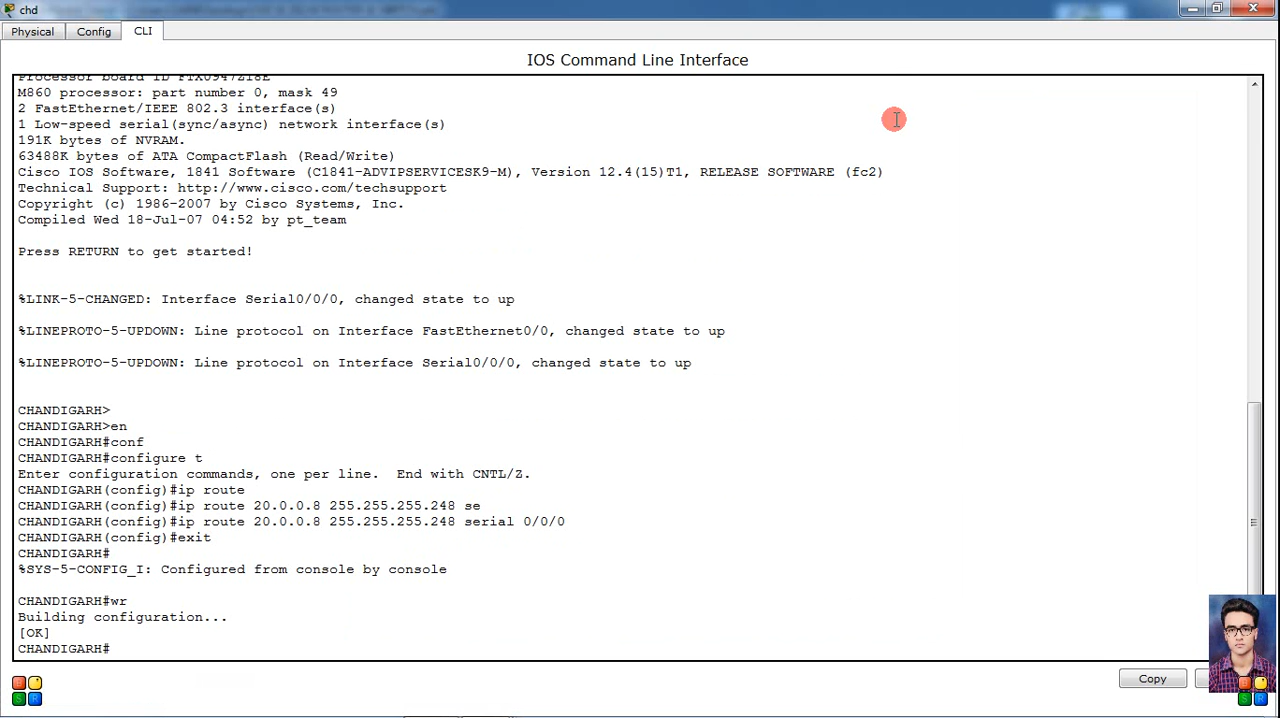 chd
Physical
Config
CLI
IOS Command Line Interface
Processor board ID FTX0947Z18E
M860 processor: part number 0, mask 49
2 FastEthernet/IEEE 802.3 interface(s)
1 Low-speed serial(sync/async) network interface(s)
191K bytes of NVRAM.
63488K bytes of ATA CompactFlash (Read/Write)
Cisco IOS Software, 1841 Software (C1841-ADVIPSERVICESK9-M), Version 12.4(15)T1, RELEASE SOFTWARE (fc2)
Technical Support: http://www.cisco.com/techsupport
Copyright (c) 1986-2007 by Cisco Systems, Inc.
Compiled Wed 18-Jul-07 04:52 by pt_team
Press RETURN to get started!
%LINK-5-CHANGED: Interface Serial0/0/0, changed state to up
%LINEPROTO-5-UPDOWN: Line protocol on Interface FastEthernet0/0, changed state to up
%LINEPROTO-5-UPDOWN: Line protocol on Interface Serial0/0/0, changed state to up
CHANDIGARH>
CHANDIGARH>en
CHANDIGARH#conf
CHANDIGARH#configure t
Enter configuration commands, one per line.  End with CNTL/Z.
CHANDIGARH(config)#ip route
CHANDIGARH(config)#ip route 20.0.0.8 255.255.255.248 se
CHANDIGARH(config)#ip route 20.0.0.8 255.255.255.248 serial 0/0/0
CHANDIGARH(config)#exit
CHANDIGARH#
%SYS-5-CONFIG_I: Configured from console by console
CHANDIGARH#wr
Building configuration...
[OK]
CHANDIGARH#
Copy